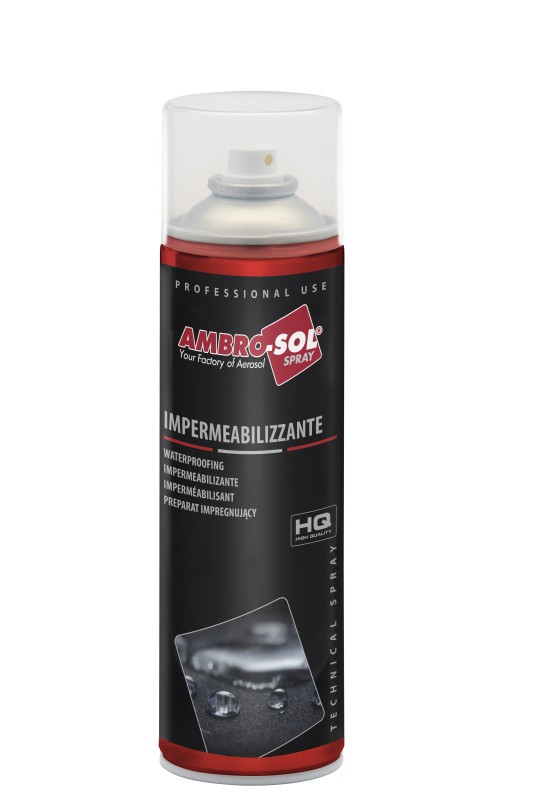 PROFESSIONAL USE
AMBRO-SOL®
SPRAY
Your Factory of Aerosol
IMPERMEABILIZZANTE
WATERPROOFING
IMPERMEABILIZANTE
IMPERMÉABILISANT
PREPARAT IMPREGNUJĄCY
HQ
HIGH QUALITY
TECHNICAL SPRAY